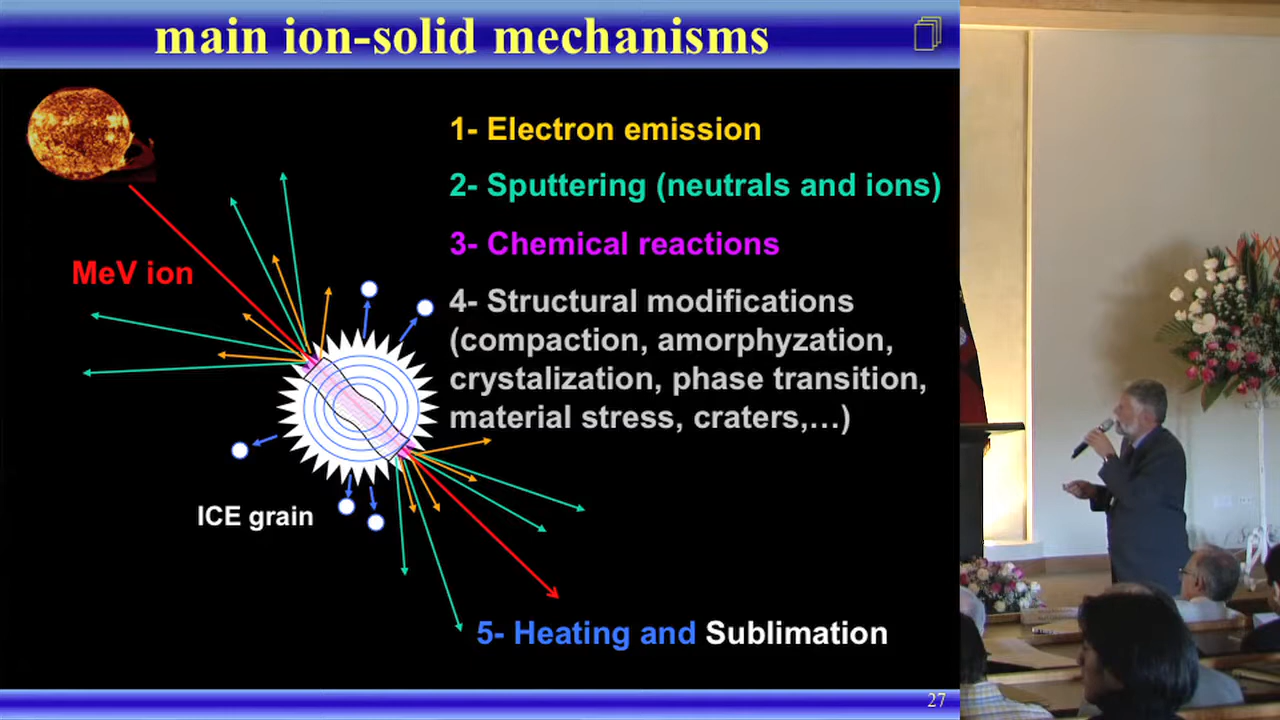 main ion-solid mechanisms
1- Electron emission
2- Sputtering (neutrals and ions)
3- Chemical reactions
MeV ion
4- Structural modifications
(compaction, amorphyzation,
crystalization, phase transition,
material stress, craters,...)
ICE grain
5- Heating and Sublimation
27